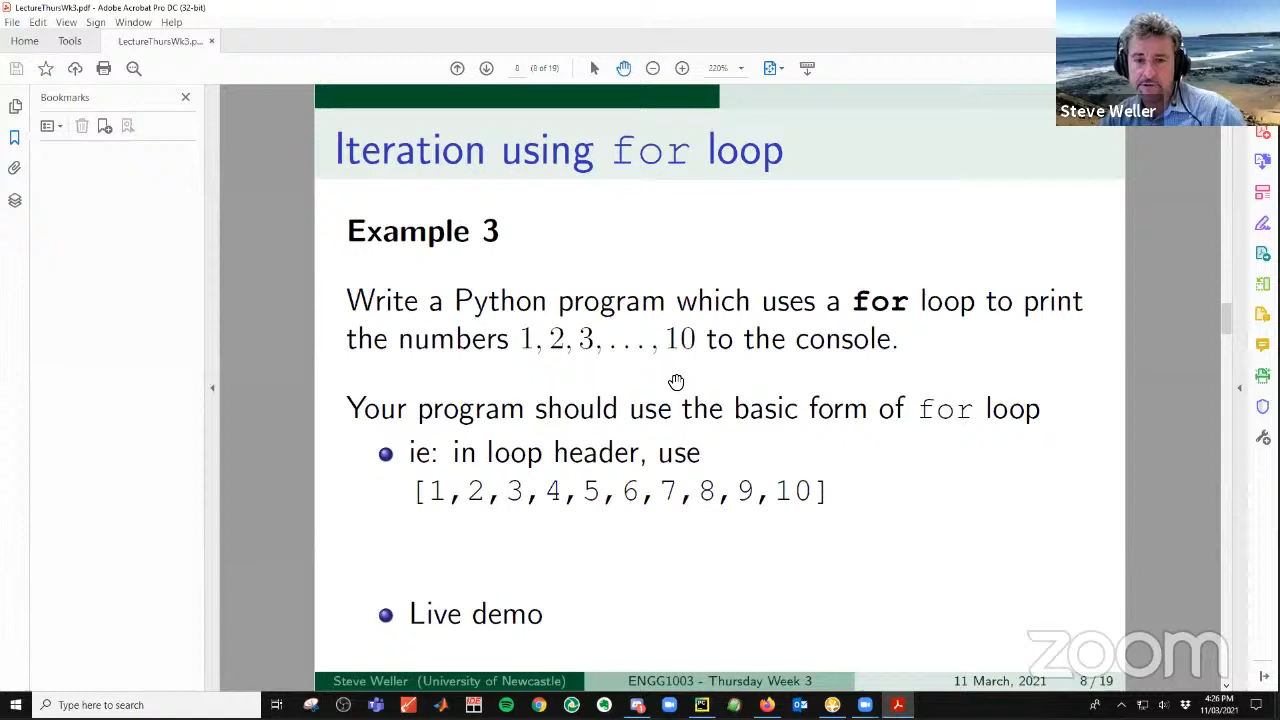 LectureThursWk3.pdf - Adobe Acrobat Pro DC (32-bit)
File Edit View Sign Window Help
Home Tools LectureThursWk3.p... ×
8 (8 of 19) 220%
Bookmarks
Steve Weller
Iteration using for loop
Example 3
Write a Python program which uses a for loop to print
the numbers 1, 2, 3, . . . , 10 to the console.
Your program should use the basic form of for loop
ie: in loop header, use
[1,2,3,4,5,6,7,8,9,10]
Live demo
zoom
Steve Weller (University of Newcastle) ENGG1003 - Thursday Week 3 11 March, 2021 8 / 19
Type here to search
4:26 PM
11/03/2021